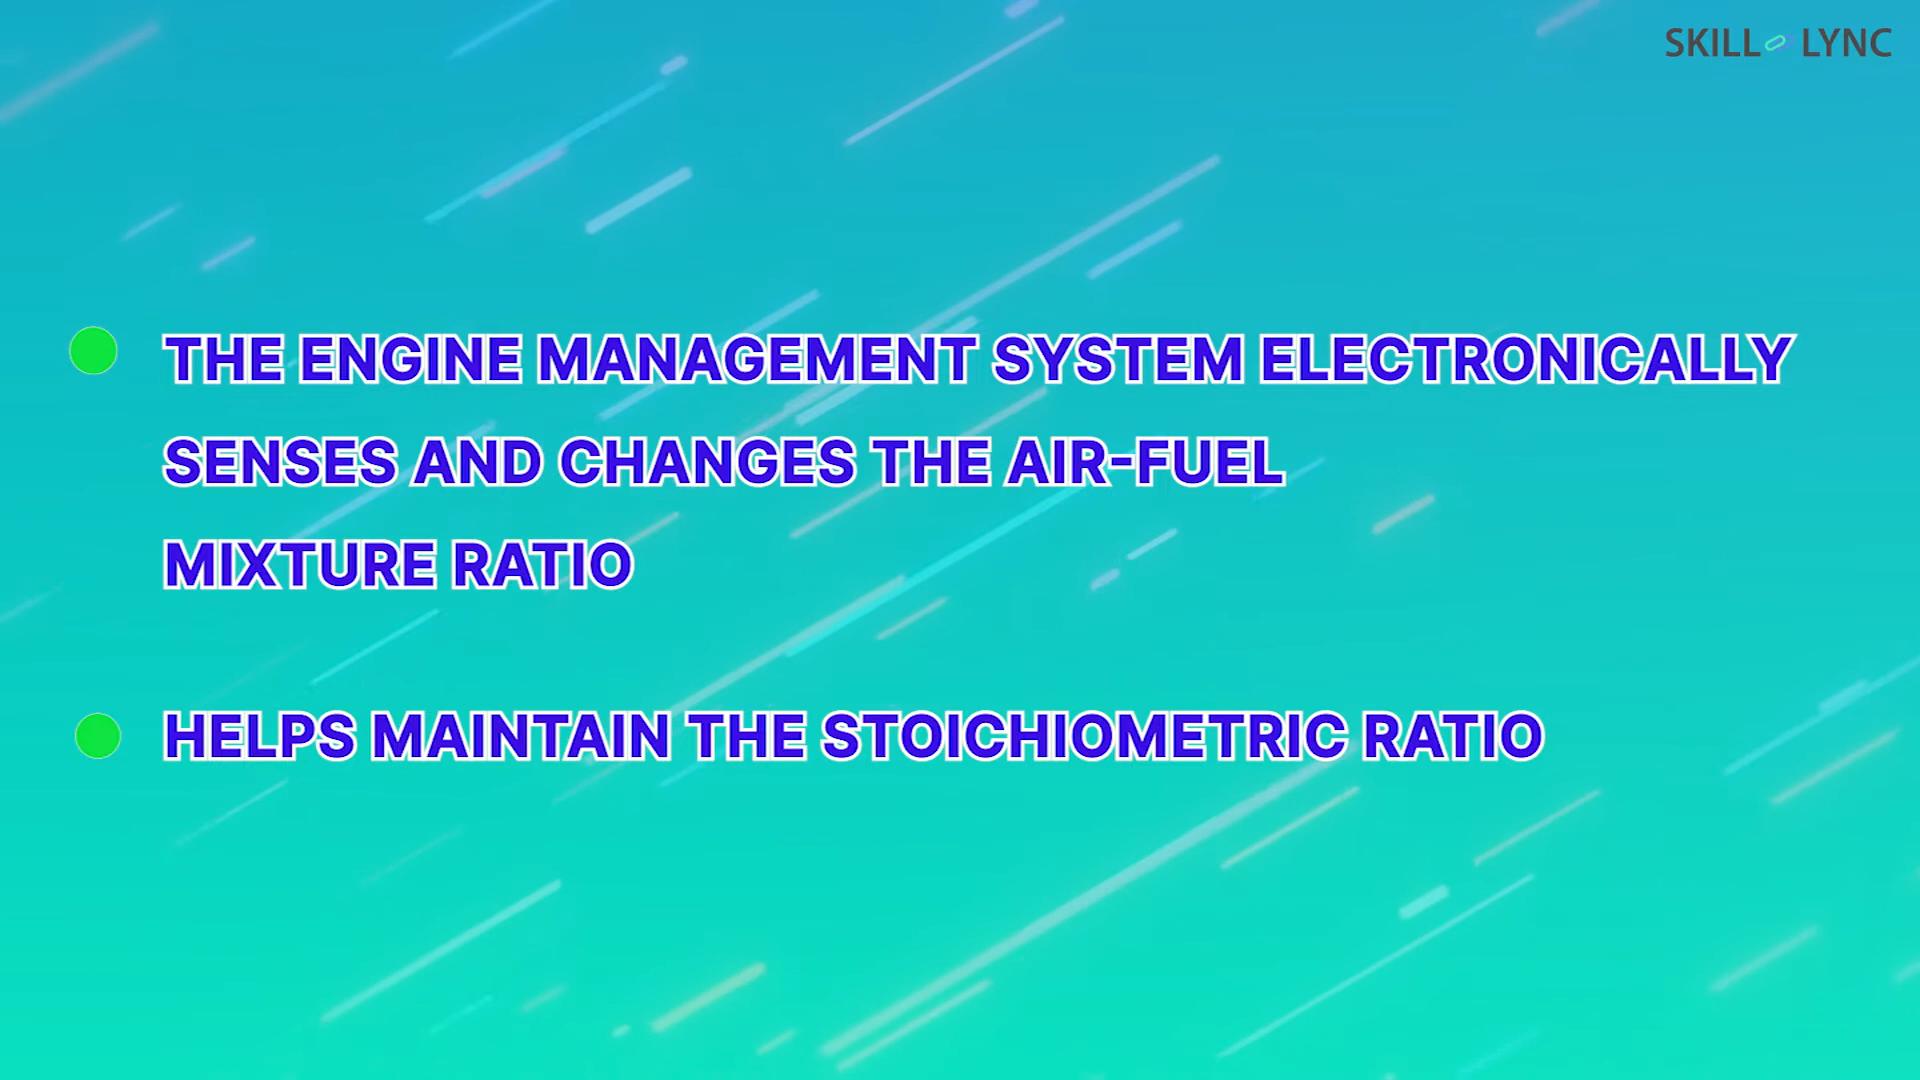 SKILL LYNC
THE ENGINE MANAGEMENT SYSTEM ELECTRONICALLY
SENSES AND CHANGES THE AIR-FUEL
MIXTURE RATIO
HELPS MAINTAIN THE STOICHIOMETRIC RATIO